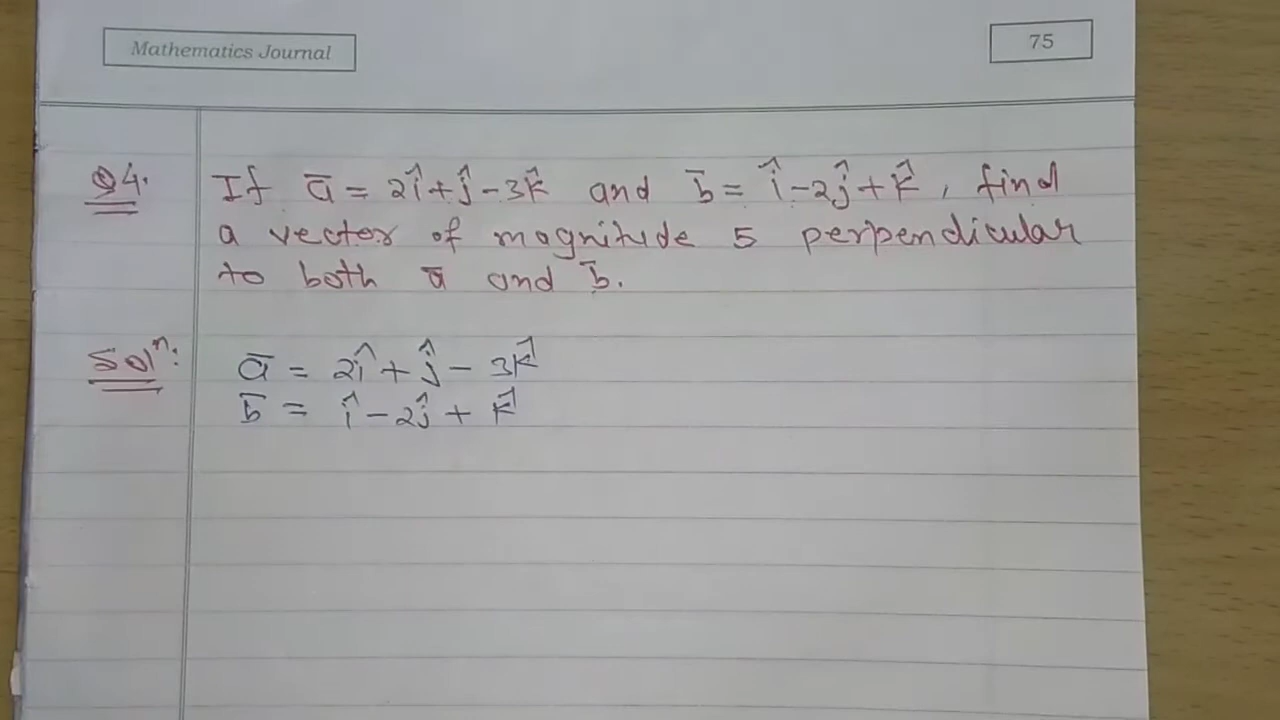 Mathematics Journal
75
Q4. If a̅ = 2î + ĵ - 3k̂ and b̅ = î - 2ĵ + k̂, find
a vector of magnitude 5 perpendicular
to both a̅ and b̅.
Solⁿ: a̅ = 2î + ĵ - 3k̂
b̅ = î - 2ĵ + k̂